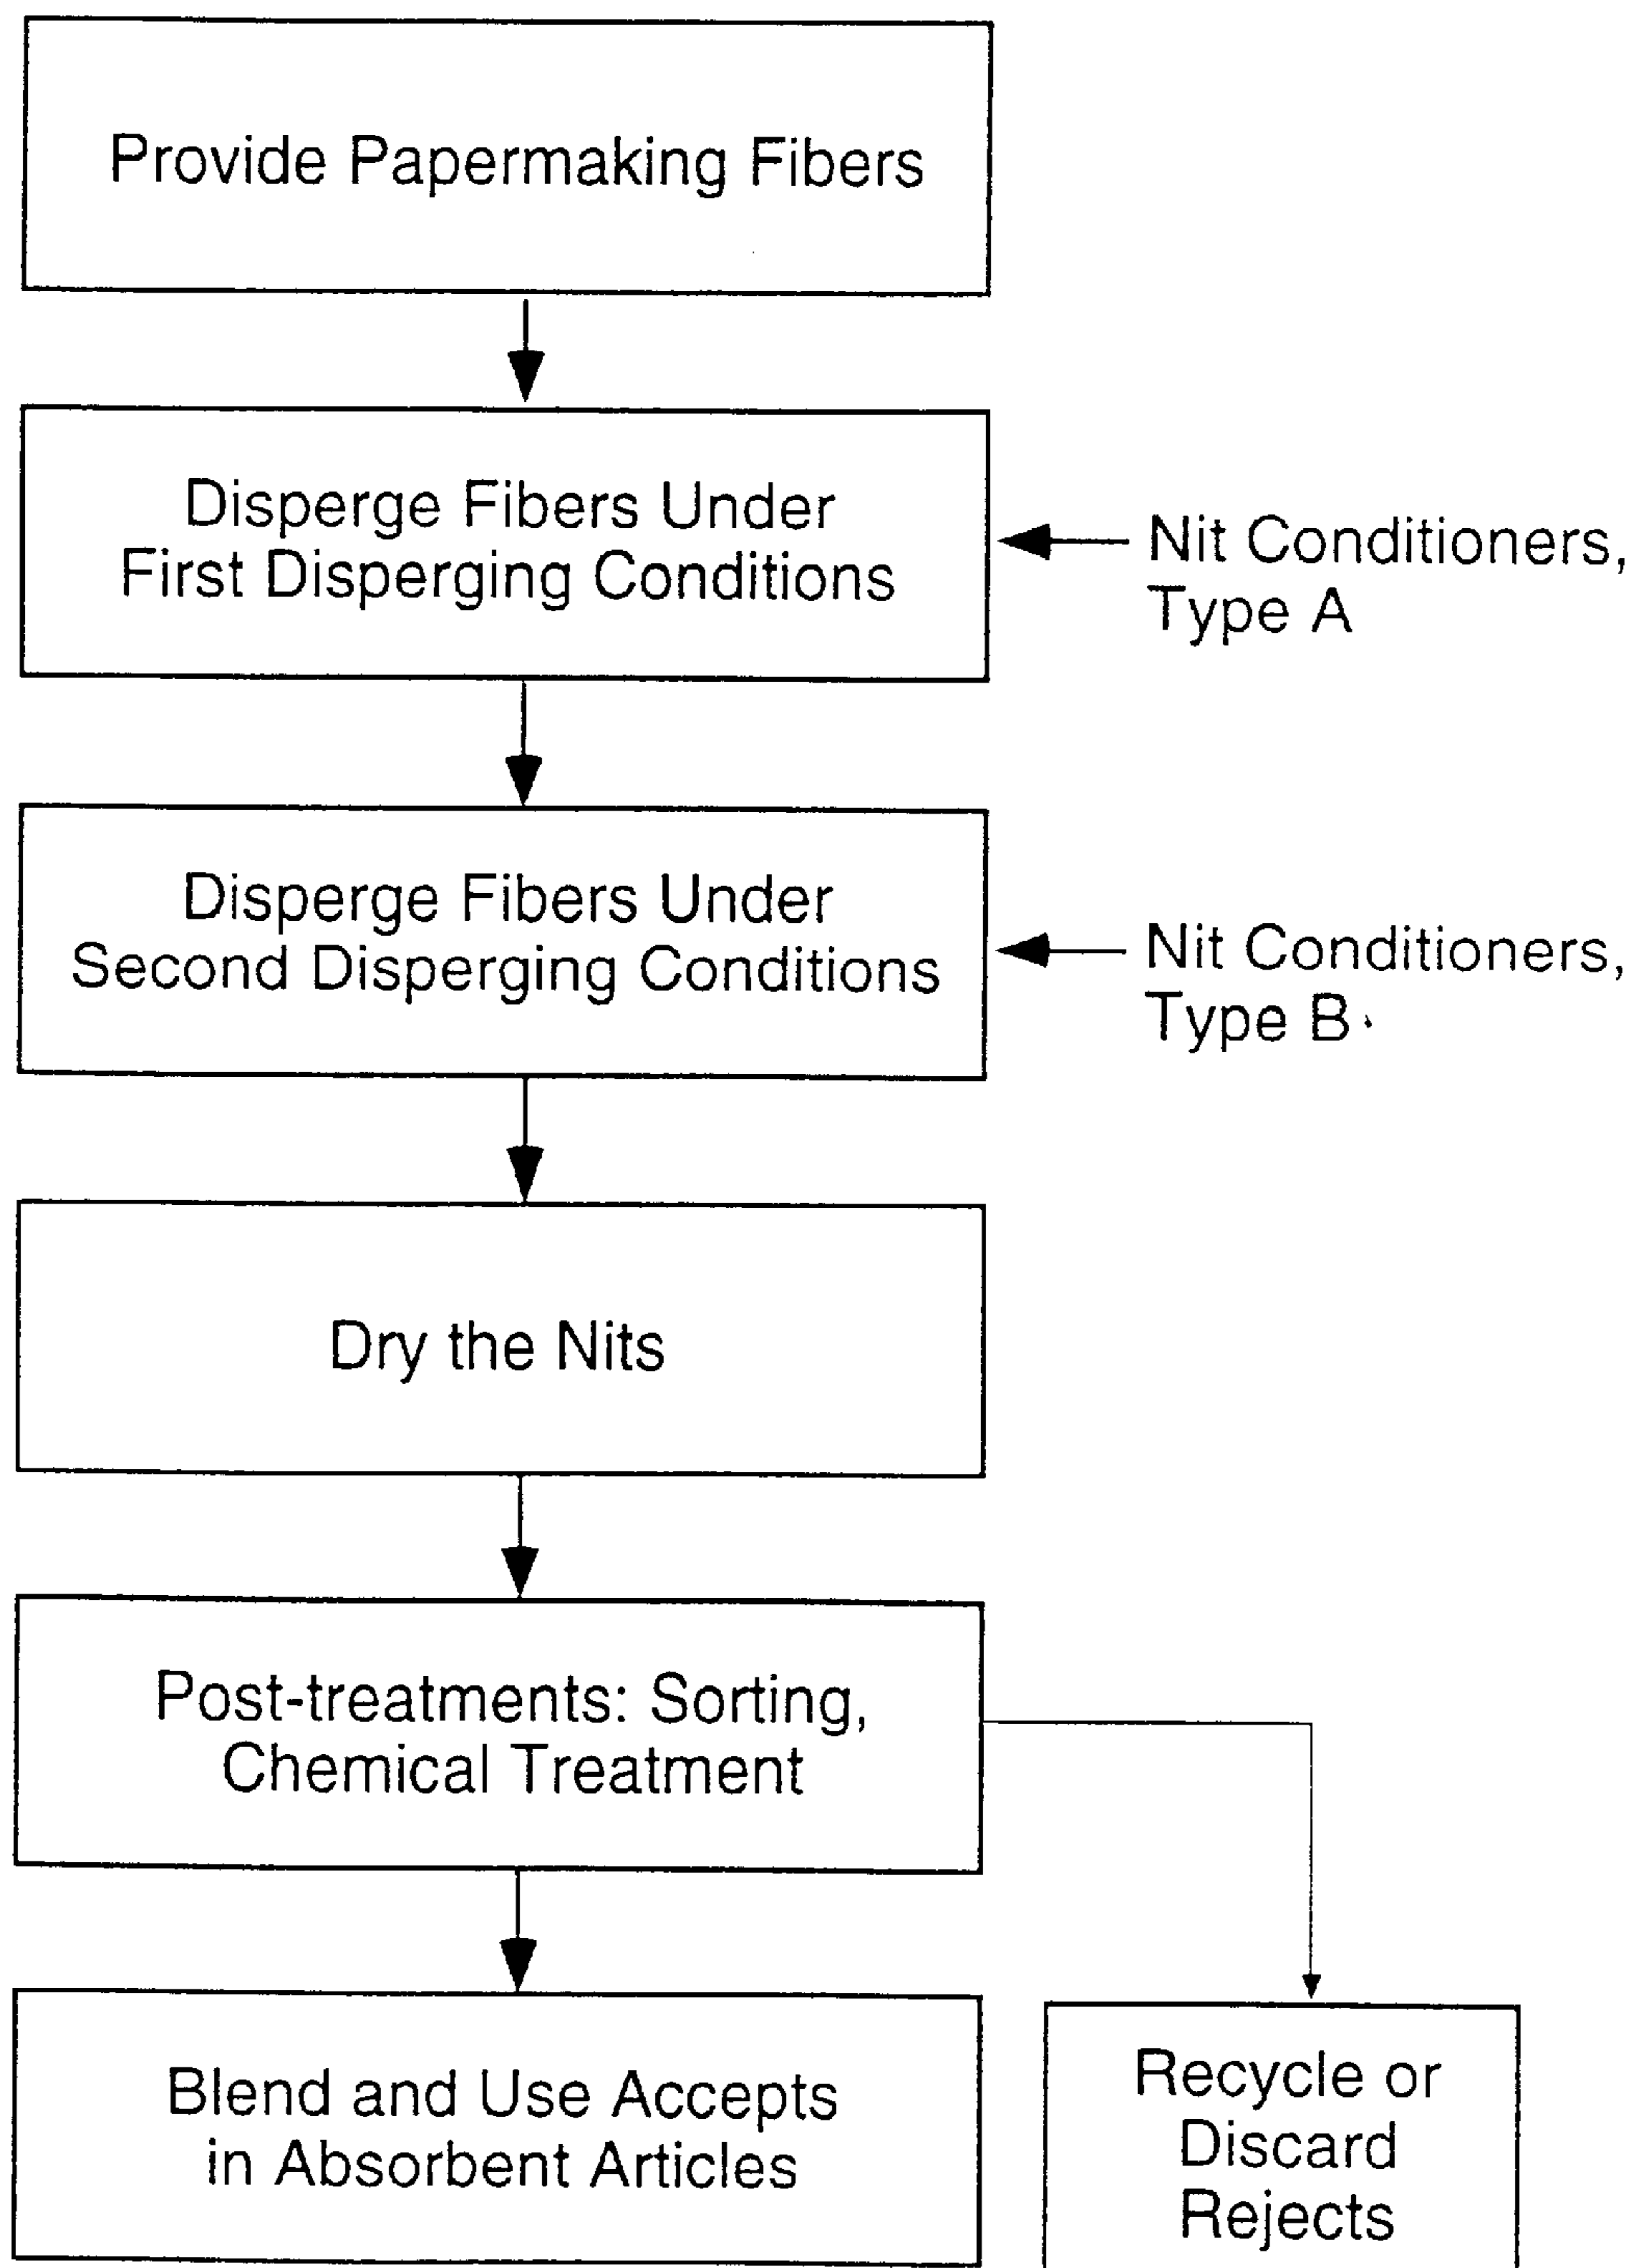 Provide Papermaking Fibers
Disperge Fibers Under
First Disperging Conditions
Nit Conditioners,
Type A
Disperge Fibers Under
Second Disperging Conditions
Nit Conditioners,
Type B
Dry the Nits
Post-treatments: Sorting,
Chemical Treatment
Blend and Use Accepts
in Absorbent Articles
Recycle or
Discard
Rejects